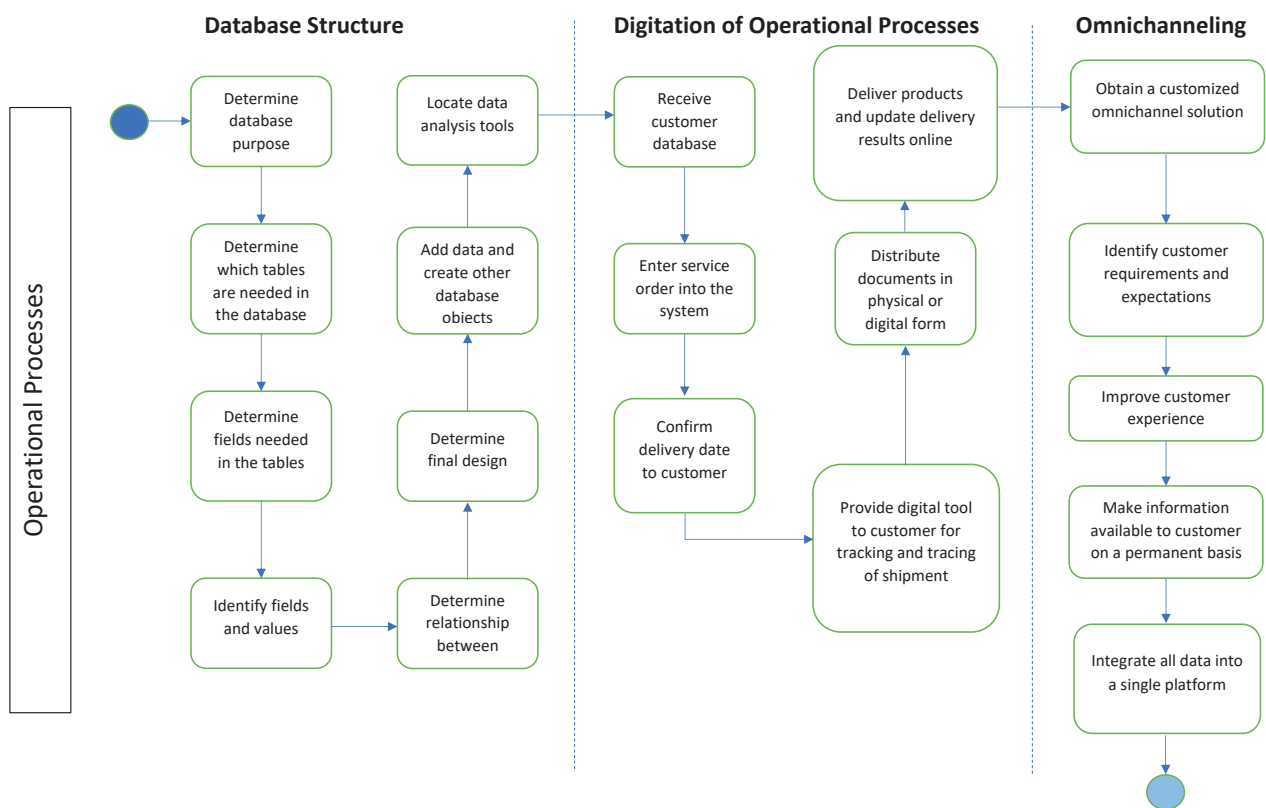 Database Structure
Digitation of Operational Processes
Omnichanneling
Operational Processes
Determine
database
purpose
Determine
which tables
are needed in
the database
Determine
fields needed
in the tables
Identify fields
and values
Determine
relationship
between
Determine
final design
Add data and
create other
database
objects
Locate data
analysis tools
Receive
customer
database
Enter service
order into the
system
Confirm
delivery date
to customer
Provide digital tool
to customer for
tracking and tracing
of shipment
Distribute
documents in
physical or
digital form
Deliver products
and update delivery
results online
Obtain a customized
omnichannel solution
Identify customer
requirements and
expectations
Improve customer
experience
Make information
available to customer
on a permanent basis
Integrate all data into
a single platform